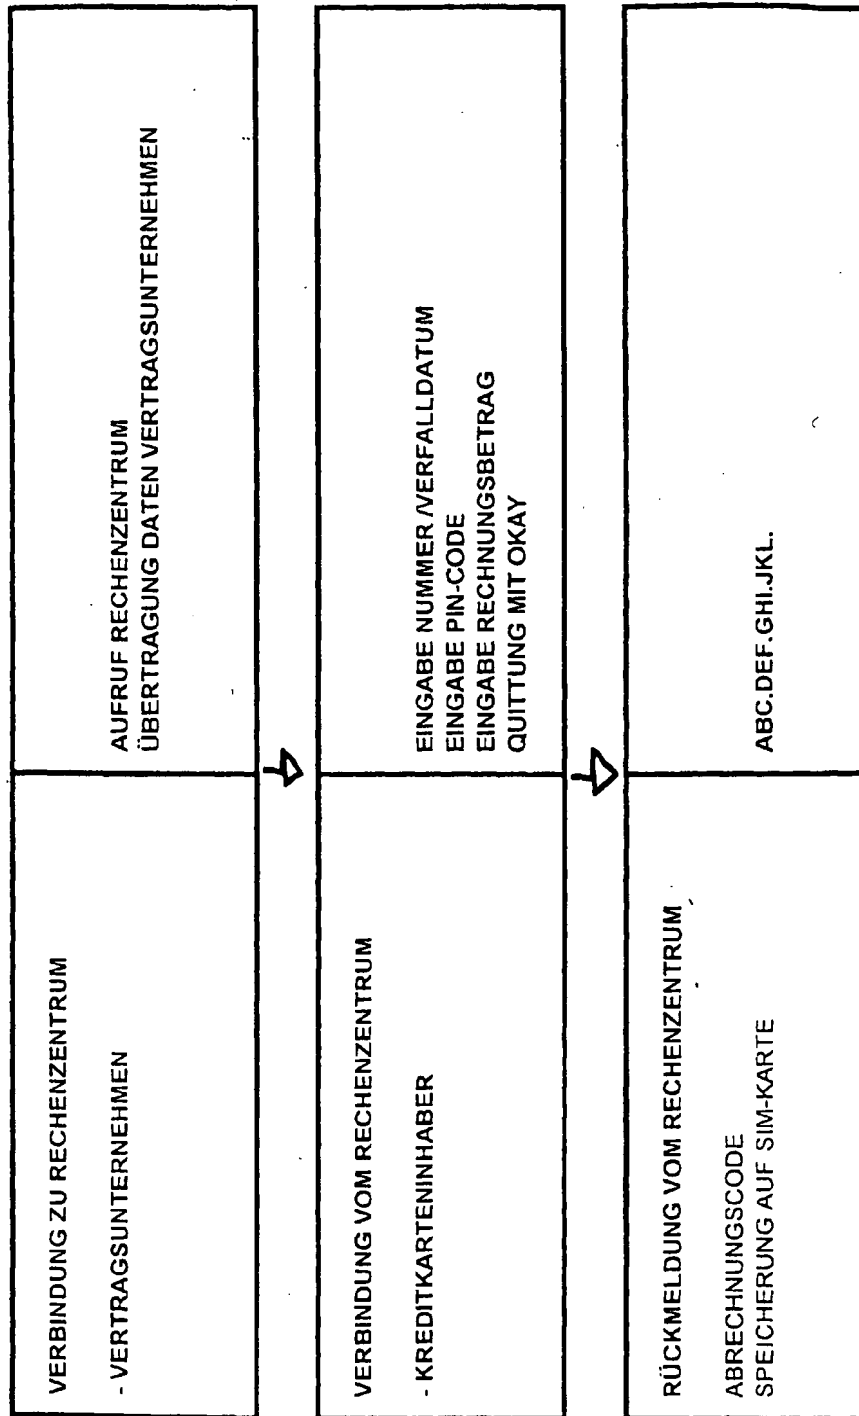 VERBINDUNG ZU RECHENZENTRUM
- VERTRAGSUNTERNEHMEN
AUFRUF RECHENZENTRUM
ÜBERTRAGUNG DATEN VERTRAGSUNTERNEHMEN
VERBINDUNG VOM RECHENZENTRUM
- KREDITKARTENINHABER
EINGABE NUMMER /VERFALLDATUM
EINGABE PIN-CODE
EINGABE RECHNUNGSBETRAG
QUITTUNG MIT OKAY
RÜCKMELDUNG VOM RECHENZENTRUM
ABRECHNUNGSCODE
SPEICHERUNG AUF SIM-KARTE
ABC.DEF.GHI.JKL.